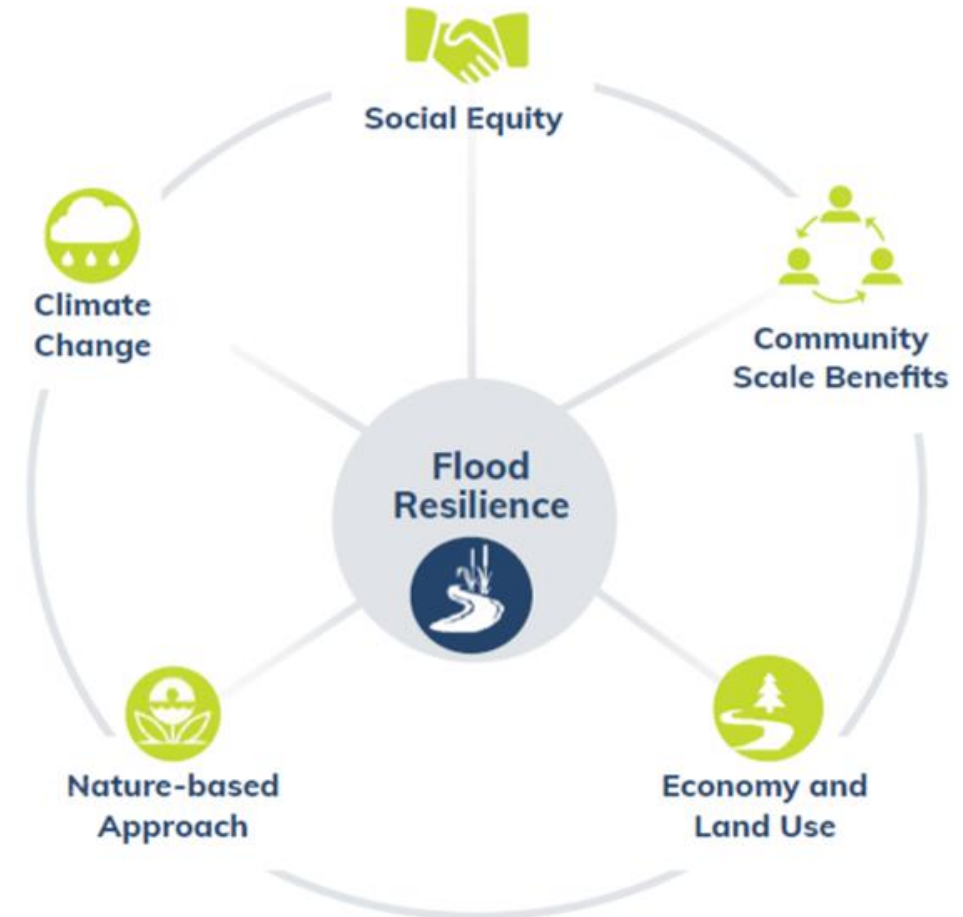 Social Equity
Climate
Change
Community
Scale Benefits
Flood
Resilience
Nature-based
Approach
Economy and
Land Use